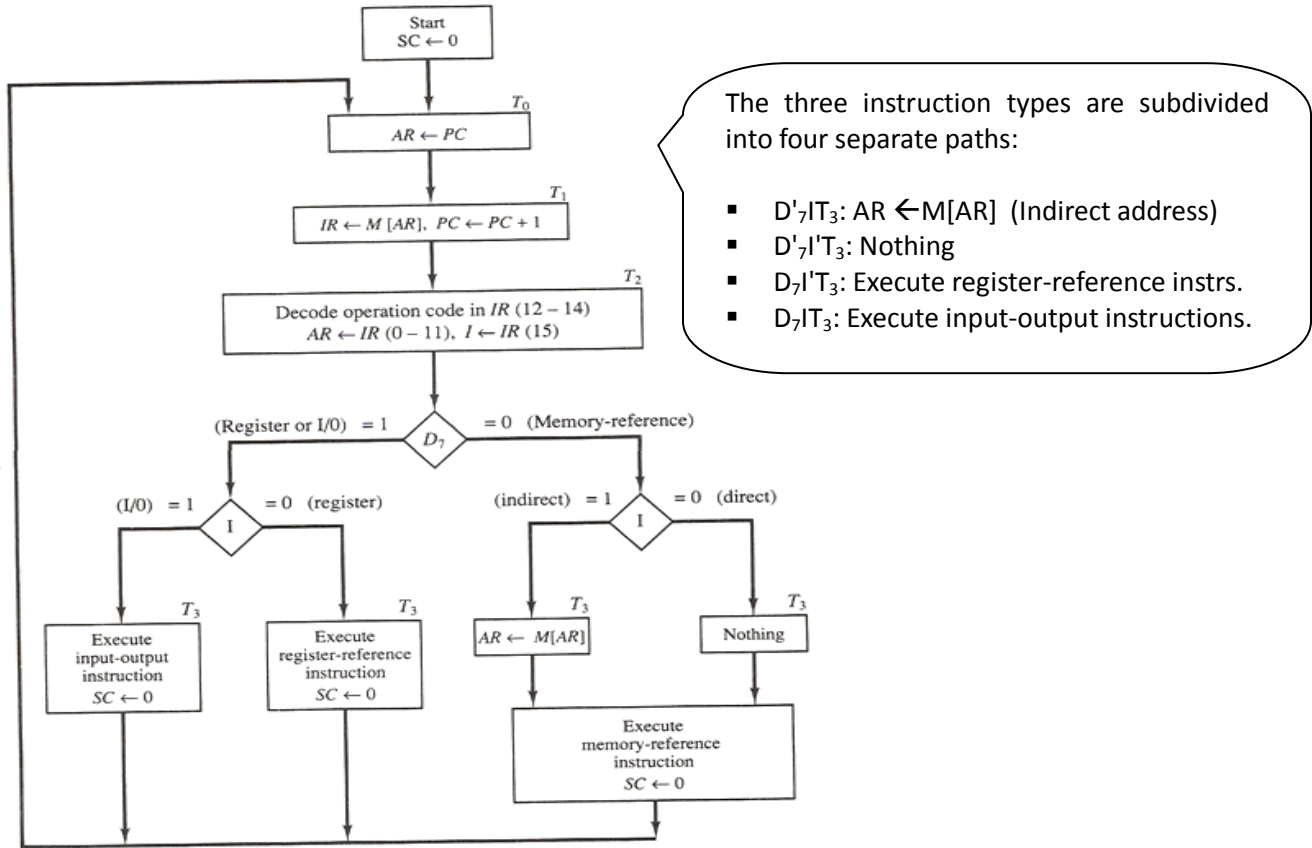 Start
SC ← 0
T₀
AR ← PC
T₁
IR ← M [AR], PC ← PC + 1
T₂
Decode operation code in IR (12 – 14)
AR ← IR (0 – 11), I ← IR (15)
(Register or I/0) = 1
D₇
= 0 (Memory-reference)
(I/0) = 1
I
= 0 (register)
(indirect) = 1
I
= 0 (direct)
T₃
Execute
input-output
instruction
SC ← 0
T₃
Execute
register-reference
instruction
SC ← 0
T₃
AR ← M[AR]
T₃
Nothing
Execute
memory-reference
instruction
SC ← 0
The three instruction types are subdivided
into four separate paths:
▪ D'₇IT₃: AR ←M[AR] (Indirect address)
▪ D'₇I'T₃: Nothing
▪ D₇I'T₃: Execute register-reference instrs.
▪ D₇IT₃: Execute input-output instructions.